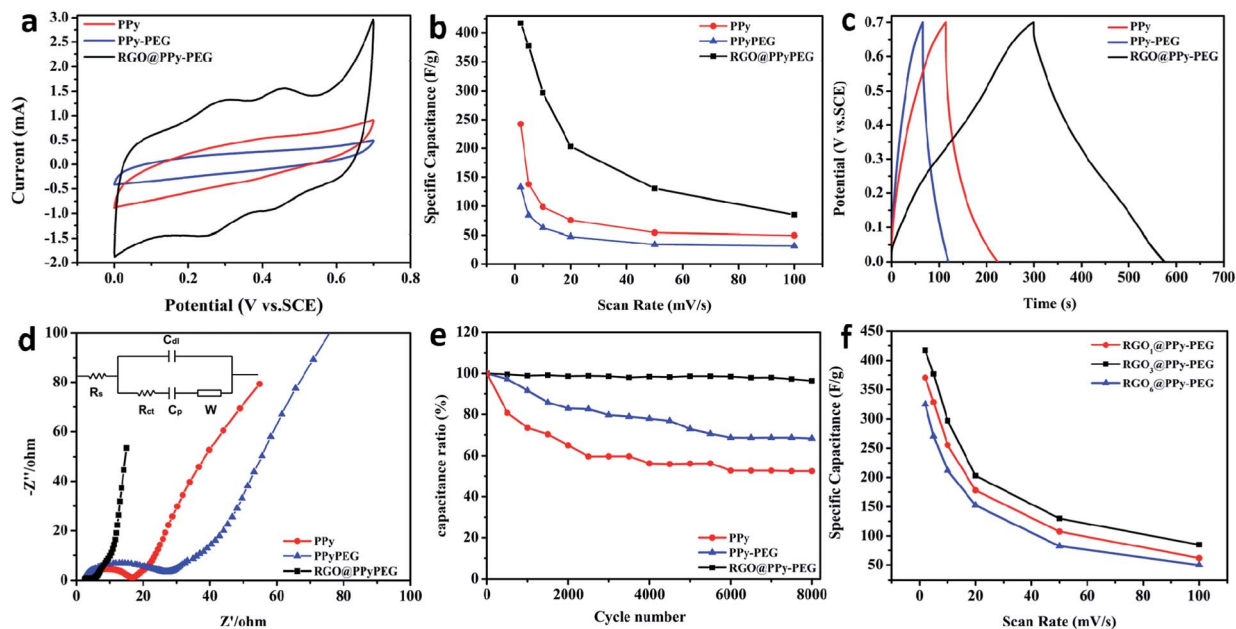 a
PPy
PPy-PEG
RGO@PPy-PEG
Current (mA)
3.0
2.5
2.0
1.5
1.0
0.5
0.0
-0.5
-1.0
-1.5
-2.0
0.0 0.2 0.4 0.6 0.8
Potential (V vs.SCE)
b
PPy
PPyPEG
RGO@PPyPEG
Specific Capacitance (F/g)
400
350
300
250
200
150
100
50
0
0 20 40 60 80 100
Scan Rate (mV/s)
c
PPy
PPy-PEG
RGO@PPy-PEG
Potential (V vs.SCE)
0.7
0.6
0.5
0.4
0.3
0.2
0.1
0.0
0 100 200 300 400 500 600 700
Time (s)
d
Cdl
Rs
Rct Cp W
-Z''/ohm
100
80
60
40
20
0
PPy
PPyPEG
RGO@PPyPEG
0 20 40 60 80 100
Z'/ohm
e
capacitance ratio (%)
120
100
80
60
40
20
0
PPy
PPy-PEG
RGO@PPy-PEG
0 2000 4000 6000 8000
Cycle number
f
RGO1@PPy-PEG
RGO3@PPy-PEG
RGO6@PPy-PEG
Specific Capacitance (F/g)
450
400
350
300
250
200
150
100
50
0 20 40 60 80 100
Scan Rate (mV/s)